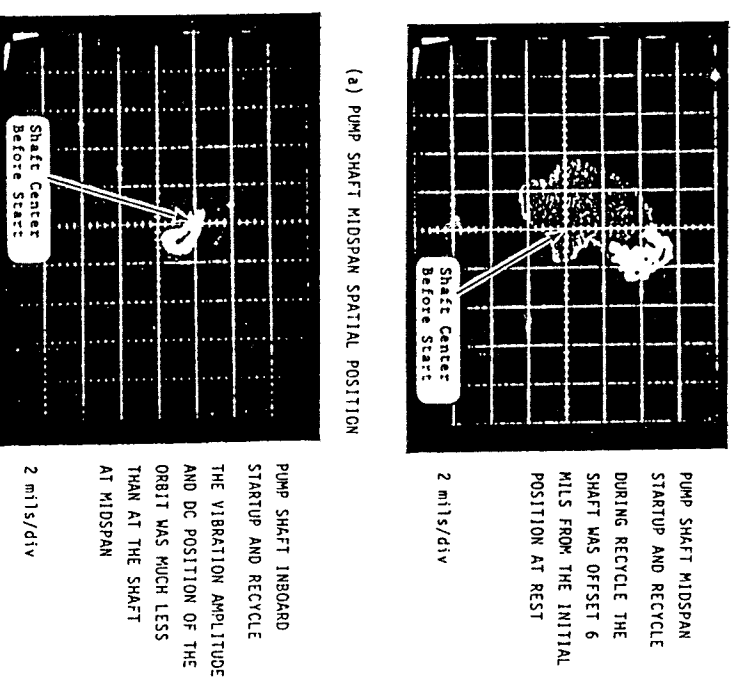 Shaft Center
Before Start
PUMP SHAFT MIDSPAN
STARTUP AND RECYCLE
DURING RECYCLE THE
SHAFT WAS OFFSET 6
MILS FROM THE INITIAL
POSITION AT REST
2 mils/div
(a) PUMP SHAFT MIDSPAN SPATIAL POSITION
Shaft Center
Before Start
PUMP SHAFT INBOARD
STARTUP AND RECYCLE
THE VIBRATION AMPLITUDE
AND DC POSITION OF THE
ORBIT WAS MUCH LESS
THAN AT THE SHAFT
AT MIDSPAN
2 mils/div